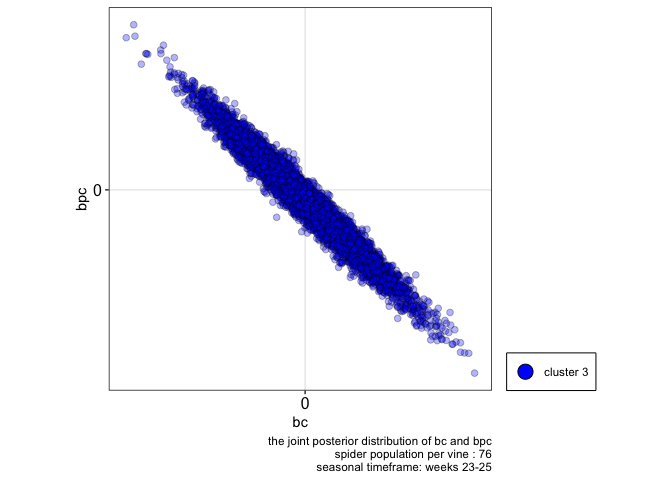 bpc
0
0
bc
cluster 3
the joint posterior distribution of bc and bpc
spider population per vine : 76
seasonal timeframe: weeks 23-25